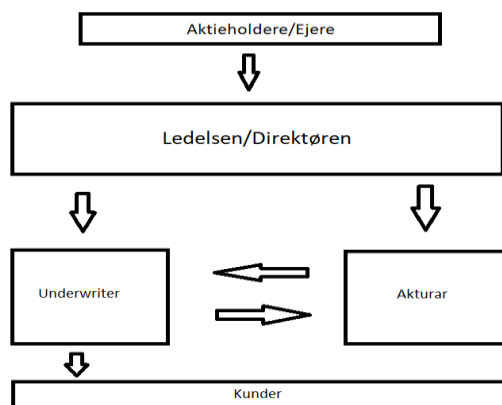 Aktieholdere/Ejere
Ledelsen/Direktøren
Underwriter
Akturar
Kunder